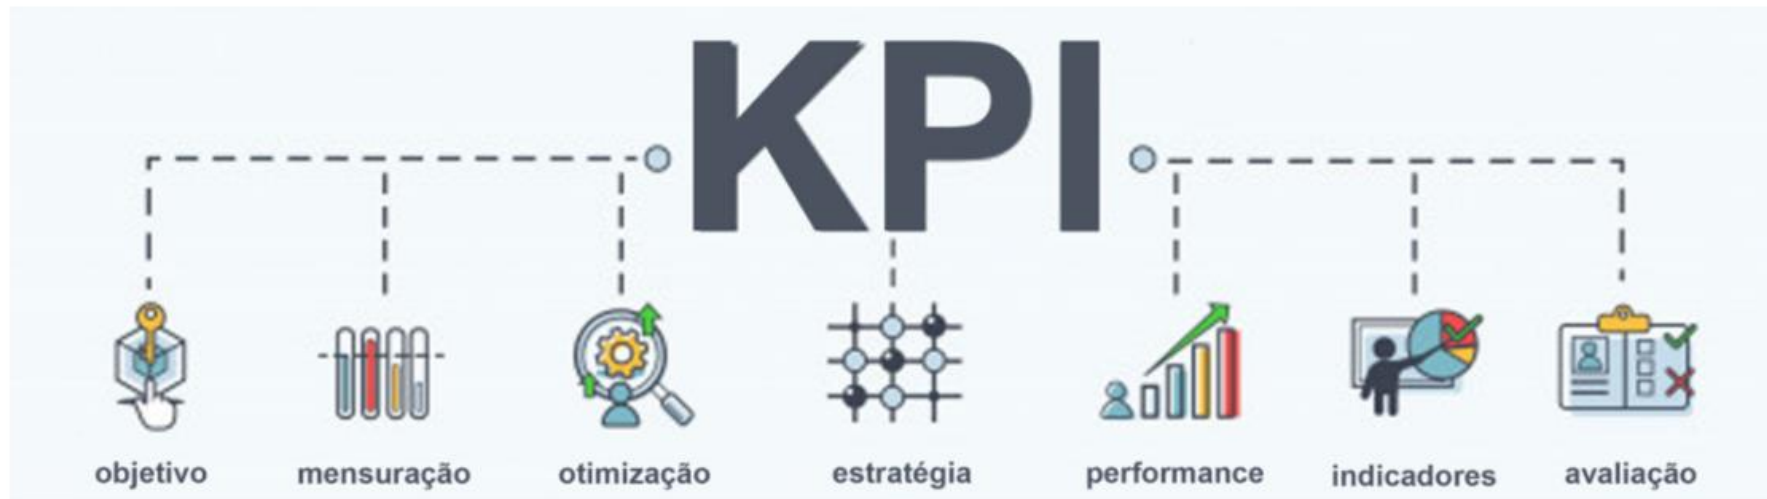 KPI
objetivo
mensuração
otimização
estratégia
performance
indicadores
avaliação